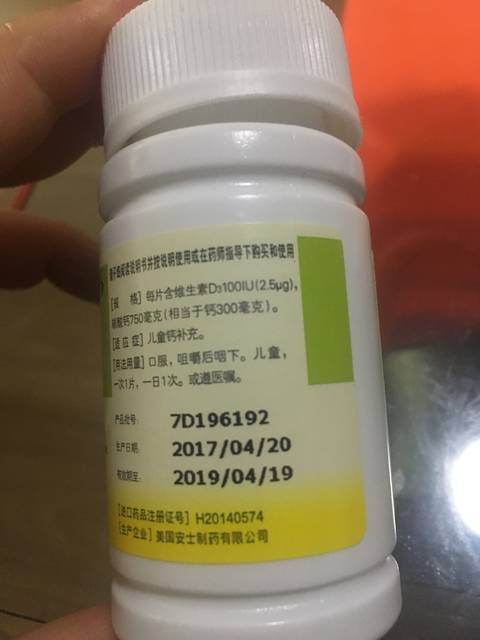 请仔细阅读说明书并按说明使用或在药师指导下购买和使用
[规 格] 每片含维生素D3100IU(2.5μg),
碳酸钙750毫克(相当于钙300毫克)。
[适应症] 儿童钙补充。
[用法用量] 口服，咀嚼后咽下。儿童，
一次1片，一日1次。或遵医嘱。
产品批号: 7D196192
生产日期: 2017/04/20
有效期至: 2019/04/19
[进口药品注册证号] H20140574
[生产企业] 美国安士制药有限公司